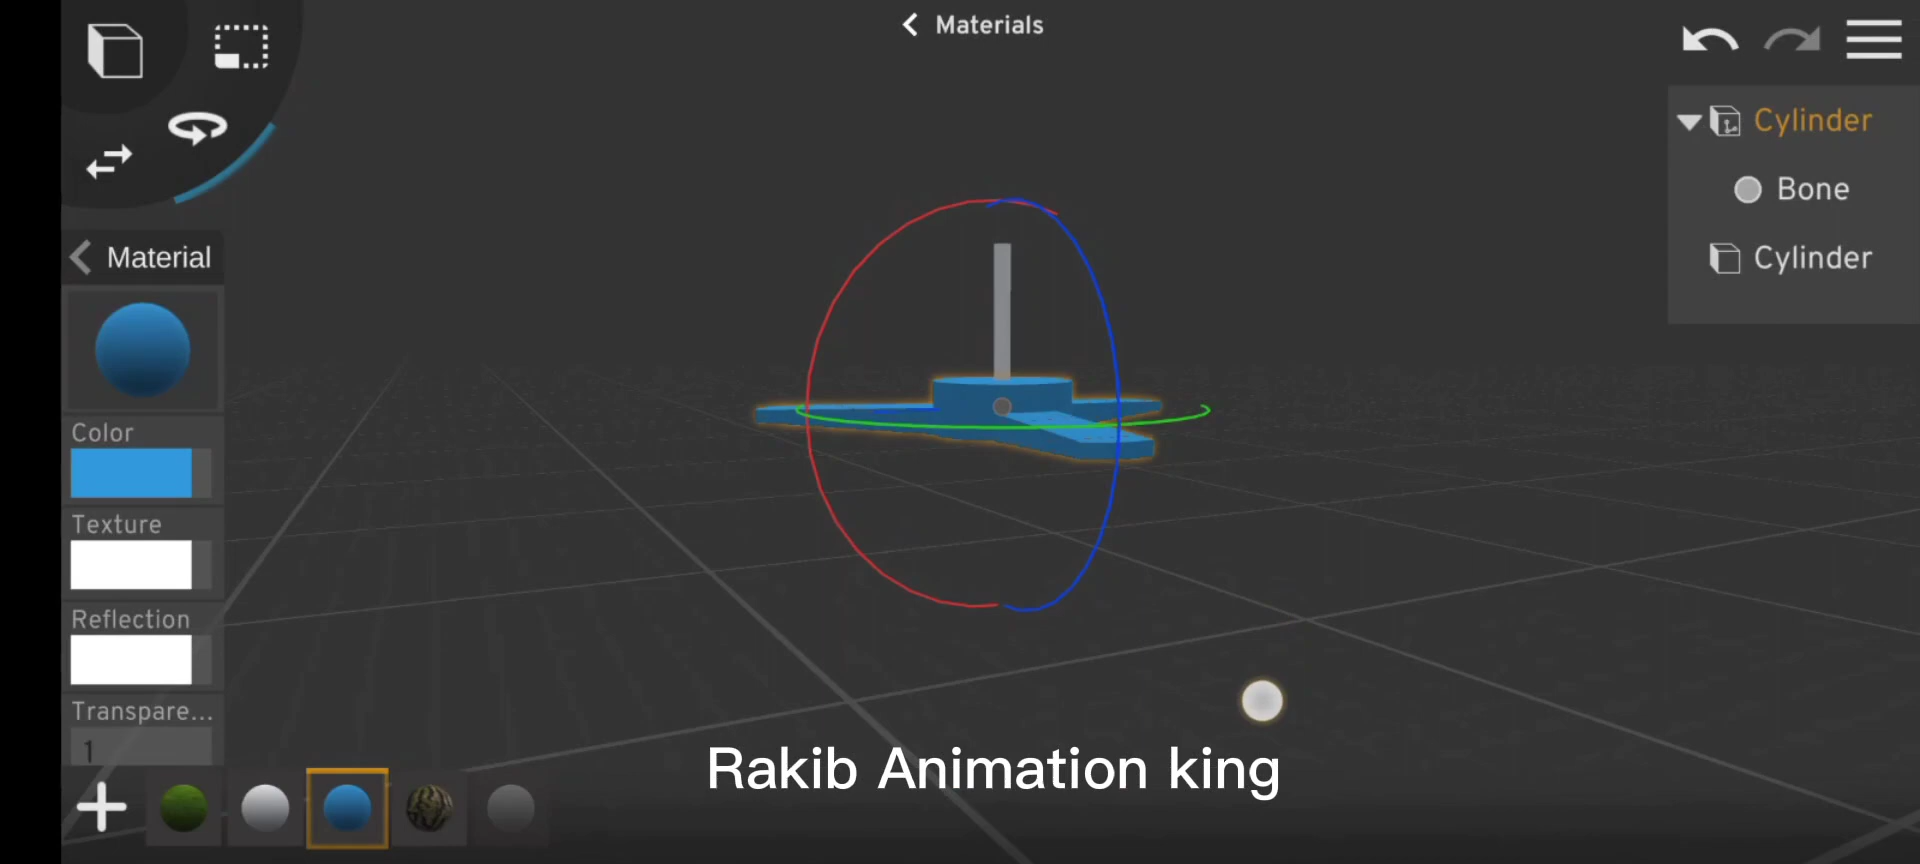 Materials
Cylinder
Bone
Cylinder
Material
Color
Texture
Reflection
Transpare...
1
Rakib Animation king